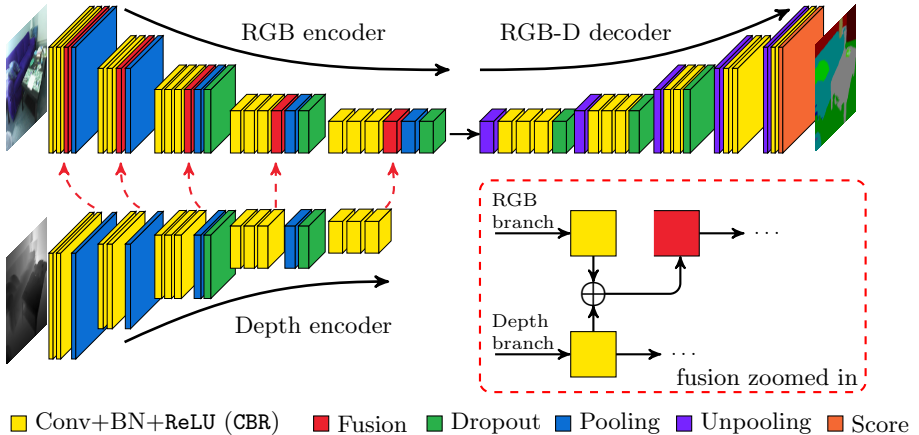 RGB encoder
RGB-D decoder
RGB
branch
· · ·
Depth
branch
· · ·
fusion zoomed in
Depth encoder
Conv+BN+ReLU (CBR)
Fusion
Dropout
Pooling
Unpooling
Score